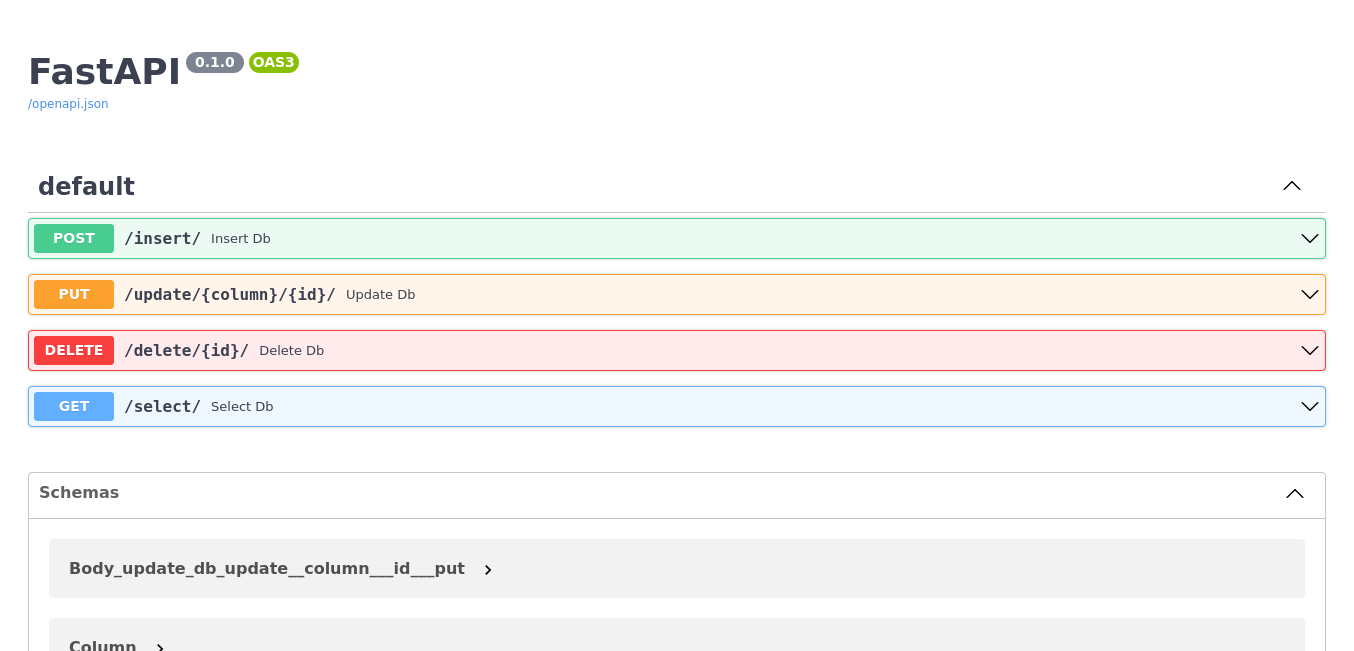 FastAPI 0.1.0 OAS3
/openapi.json
default
POST /insert/ Insert Db
PUT /update/{column}/{id}/ Update Db
DELETE /delete/{id}/ Delete Db
GET /select/ Select Db
Schemas
Body_update_db_update__column___id___put
Column